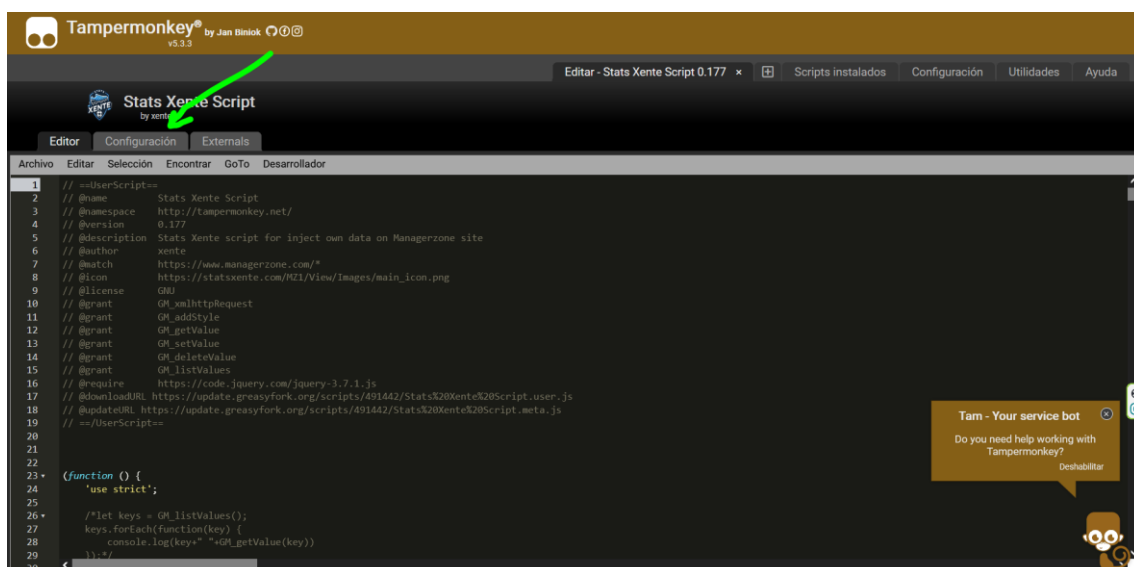 Tampermonkey® by Jan Biniok
v5.3.3
Editar - Stats Xente Script 0.177 × Scripts instalados Configuración Utilidades Ayuda
XENTE
Stats Xente Script
by xente
Editor Configuración Externals
Archivo Editar Selección Encontrar GoTo Desarrollador
1 // ==UserScript==
2 // @name Stats Xente Script
3 // @namespace http://tampermonkey.net/
4 // @version 0.177
5 // @description Stats Xente script for inject own data on Managerzone site
6 // @author xente
7 // @match https://www.managerzone.com/*
8 // @icon https://statsxente.com/MZ1/View/Images/main_icon.png
9 // @license GNU
10 // @grant GM_xmlhttpRequest
11 // @grant GM_addStyle
12 // @grant GM_getValue
13 // @grant GM_setValue
14 // @grant GM_deleteValue
15 // @grant GM_listValues
16 // @require https://code.jquery.com/jquery-3.7.1.js
17 // @downloadURL https://update.greasyfork.org/scripts/491442/Stats%20Xente%20Script.user.js
18 // @updateURL https://update.greasyfork.org/scripts/491442/Stats%20Xente%20Script.meta.js
19 // ==/UserScript==
20
21
22
23 (function () {
24 'use strict';
25
26 /*let keys = GM_listValues();
27 keys.forEach(function(key) {
28 console.log(key+" "+GM_getValue(key))
29 });*/
Tam - Your service bot
Do you need help working with
Tampermonkey?
Deshabilitar